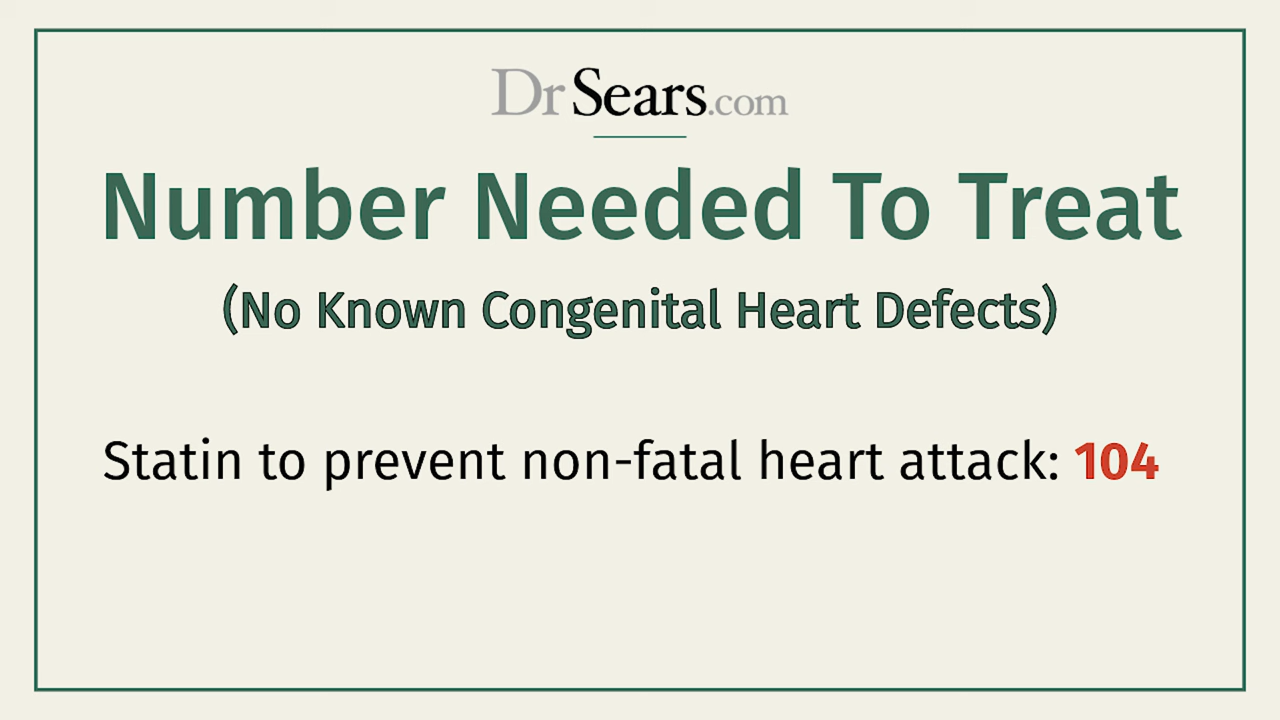 DrSears.com
Number Needed To Treat
(No Known Congenital Heart Defects)
Statin to prevent non-fatal heart attack: 104